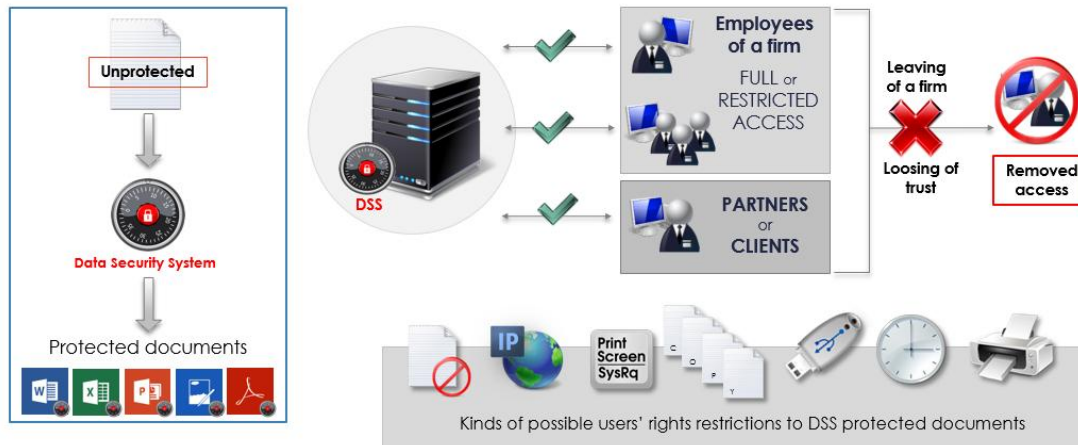 Unprotected
Data Security System
Protected documents
DSS
Employees
of a firm
FULL or
RESTRICTED
ACCESS
PARTNERS
or
CLIENTS
Leaving
of a firm
Loosing of
trust
Removed
access
IP
Print
Screen
SysRq
C
O
P
Y
Kinds of possible users' rights restrictions to DSS protected documents